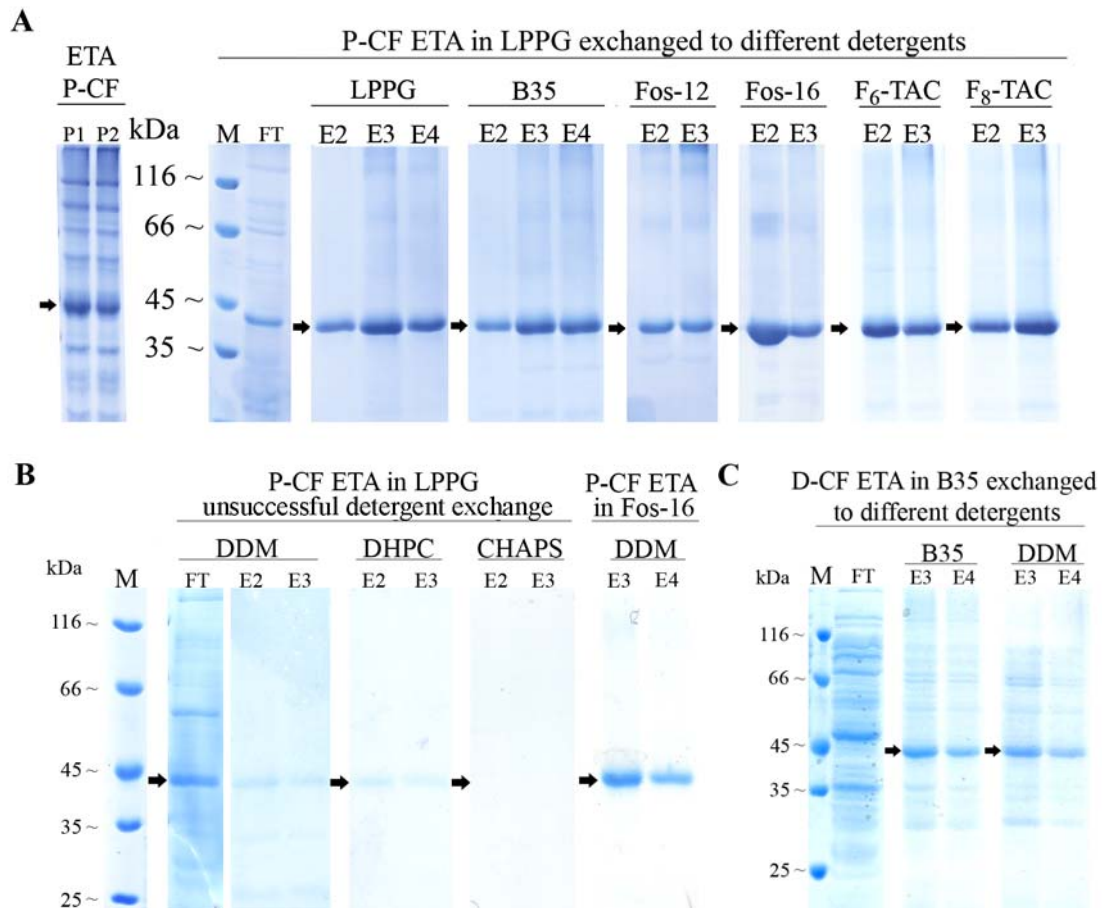 A
ETA
P-CF
P-CF ETA in LPPG exchanged to different detergents
LPPG B35 Fos-12 Fos-16 F6-TAC F8-TAC
P1 P2 kDa M FT E2 E3 E4 E2 E3 E4 E2 E3 E2 E3 E2 E3 E2 E3
116 ~
66 ~
45 ~
35 ~
B
P-CF ETA in LPPG
unsuccessful detergent exchange
P-CF ETA
in Fos-16
DDM DHPC CHAPS DDM
kDa M FT E2 E3 E2 E3 E2 E3 E3 E4
116 ~
66 ~
45 ~
35 ~
25 ~
C
D-CF ETA in B35 exchanged
to different detergents
B35 DDM
kDa M FT E3 E4 E3 E4
116 ~
66 ~
45 ~
35 ~
25 ~